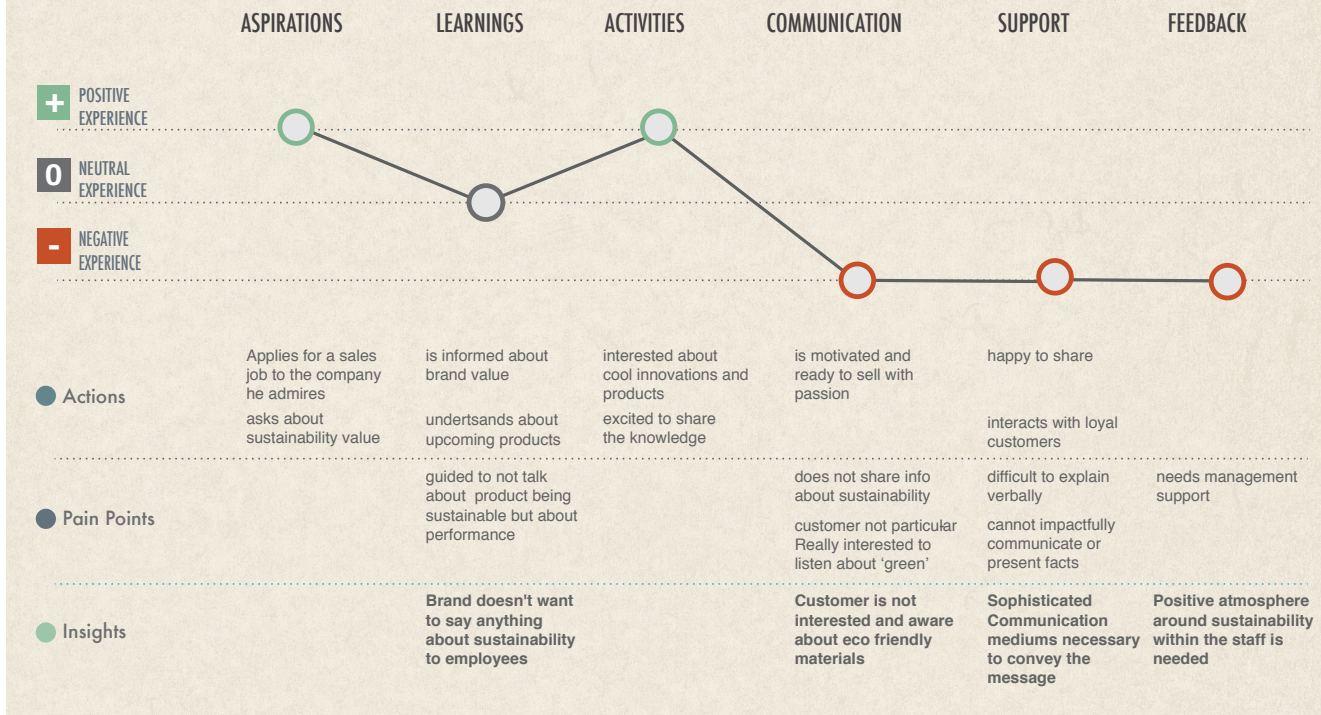 ASPIRATIONS
LEARNINGS
ACTIVITIES
COMMUNICATION
SUPPORT
FEEDBACK
+ POSITIVE
EXPERIENCE
0 NEUTRAL
EXPERIENCE
- NEGATIVE
EXPERIENCE
Actions
Applies for a sales
job to the company
he admires
asks about
sustainability value
is informed about
brand value
undertsands about
upcoming products
interested about
cool innovations and
products
excited to share
the knowledge
is motivated and
ready to sell with
passion
happy to share
interacts with loyal
customers
Pain Points
guided to not talk
about product being
sustainable but about
performance
does not share info
about sustainability
customer not particular
Really interested to
listen about ‘green’
difficult to explain
verbally
cannot impactfully
communicate or
present facts
needs management
support
Insights
Brand doesn't want
to say anything
about sustainability
to employees
Customer is not
interested and aware
about eco friendly
materials
Sophisticated
Communication
mediums necessary
to convey the
message
Positive atmosphere
around sustainability
within the staff is
needed